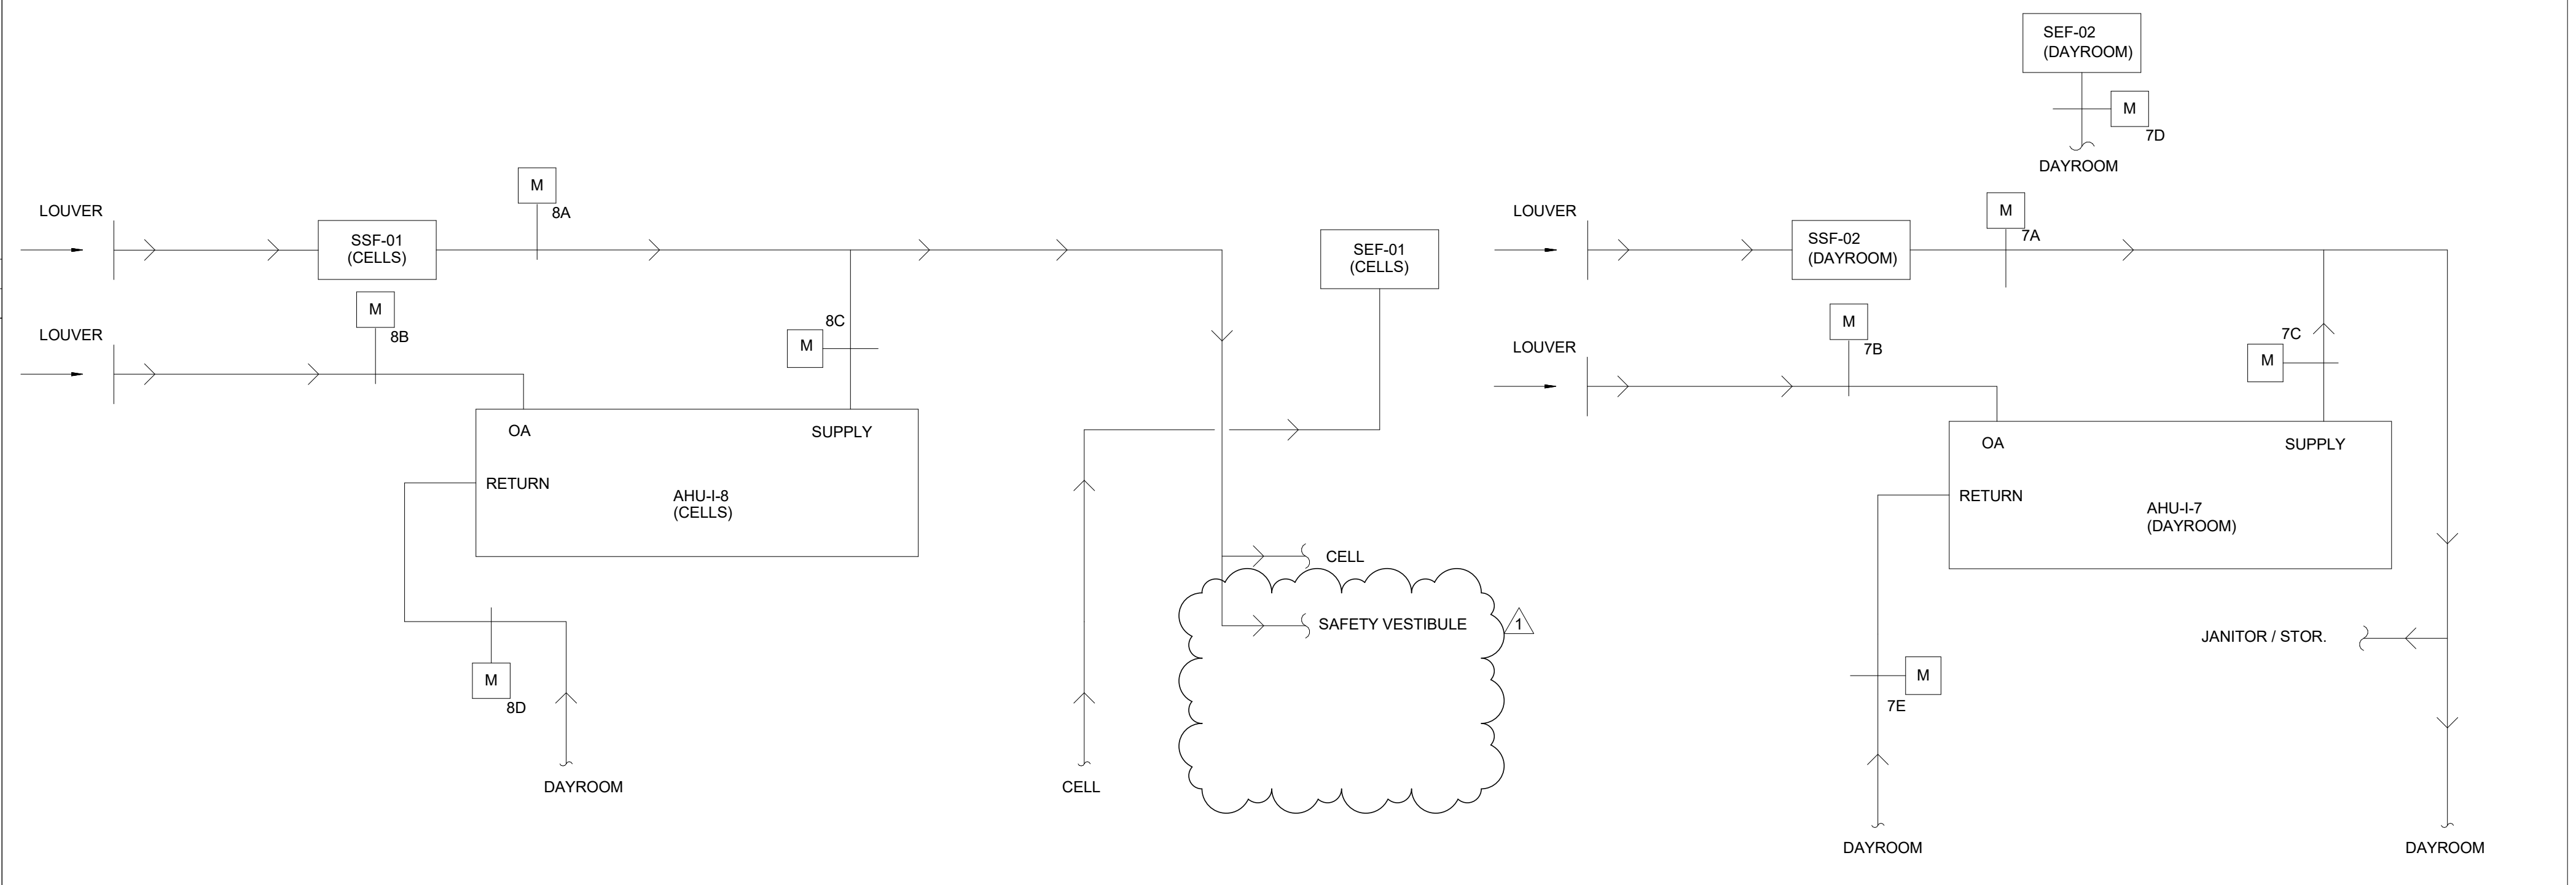 SEF-02
(DAYROOM)
M
7D
DAYROOM
LOUVER
M
8A
SSF-01
(CELLS)
M
8B
LOUVER
8C
M
OA
SUPPLY
RETURN
AHU-I-8
(CELLS)
M
8D
DAYROOM
SEF-01
(CELLS)
CELL
CELL
SAFETY VESTIBULE
1
LOUVER
SSF-02
(DAYROOM)
M
7A
M
7B
LOUVER
7C
M
OA
SUPPLY
RETURN
AHU-I-7
(DAYROOM)
M
7E
DAYROOM
JANITOR / STOR.
DAYROOM